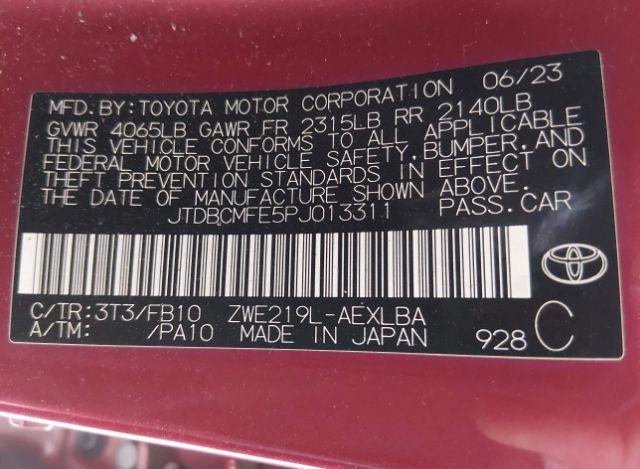 MFD.BY:TOYOTA MOTOR CORPORATION 06/23
GVWR 4065LB GAWR FR 2315LB RR 2140LB
THIS VEHICLE CONFORMS TO ALL APPLICABLE
FEDERAL MOTOR VEHICLE SAFETY,BUMPER,AND
THEFT PREVENTION STANDARDS IN EFFECT ON
THE DATE OF MANUFACTURE SHOWN ABOVE.
JTDBCMFE5PJ013311 PASS.CAR
C/TR:3T3/FB10 ZWE219L-AEXLBA
A/TM: /PA10 MADE IN JAPAN 928 C